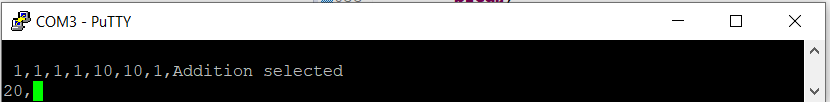 COM3 - PuTTY
1,1,1,1,10,10,1,Addition selected
20,